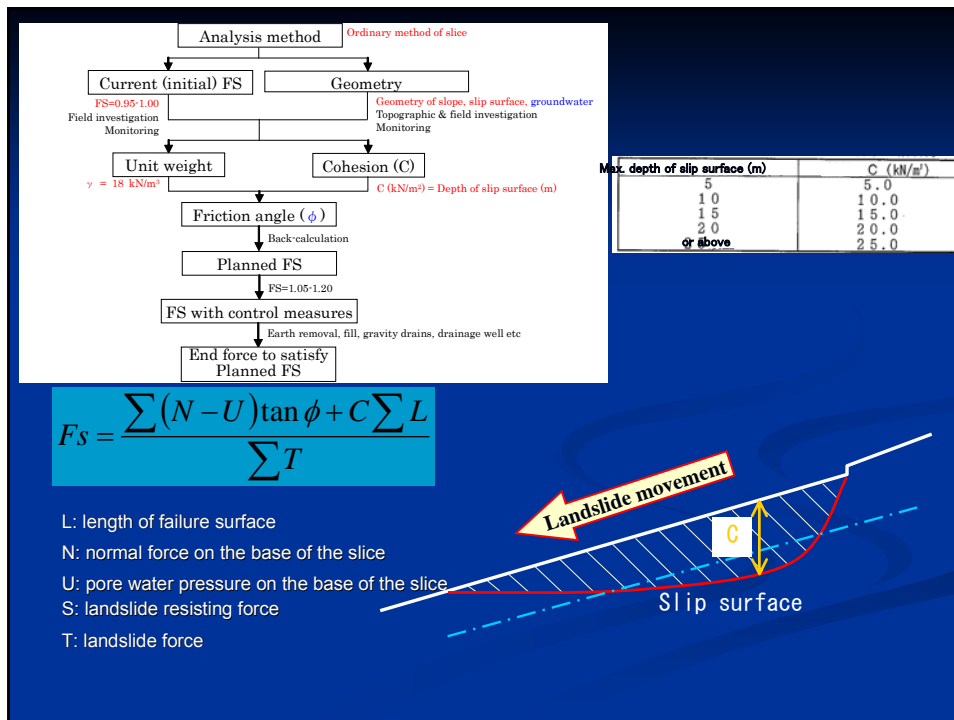 Analysis method
Ordinary method of slice
Current (initial) FS
Geometry
FS=0.95-1.00
Field investigation
Monitoring
Geometry of slope, slip surface, groundwater
Topographic & field investigation
Monitoring
Unit weight
Cohesion (C)
γ = 18 kN/m³
C (kN/m²) = Depth of slip surface (m)
Friction angle (ϕ)
Back-calculation
Planned FS
FS=1.05-1.20
FS with control measures
Earth removal, fill, gravity drains, drainage well etc
End force to satisfy
Planned FS
Max. depth of slip surface (m) C (kN/m²)
5 5.0
10 10.0
15 15.0
20 20.0
or above 25.0
Fs = ∑(N − U) tan ϕ + C∑L / ∑T
L: length of failure surface
N: normal force on the base of the slice
U: pore water pressure on the base of the slice
S: landslide resisting force
T: landslide force
Landslide movement
C
Slip surface